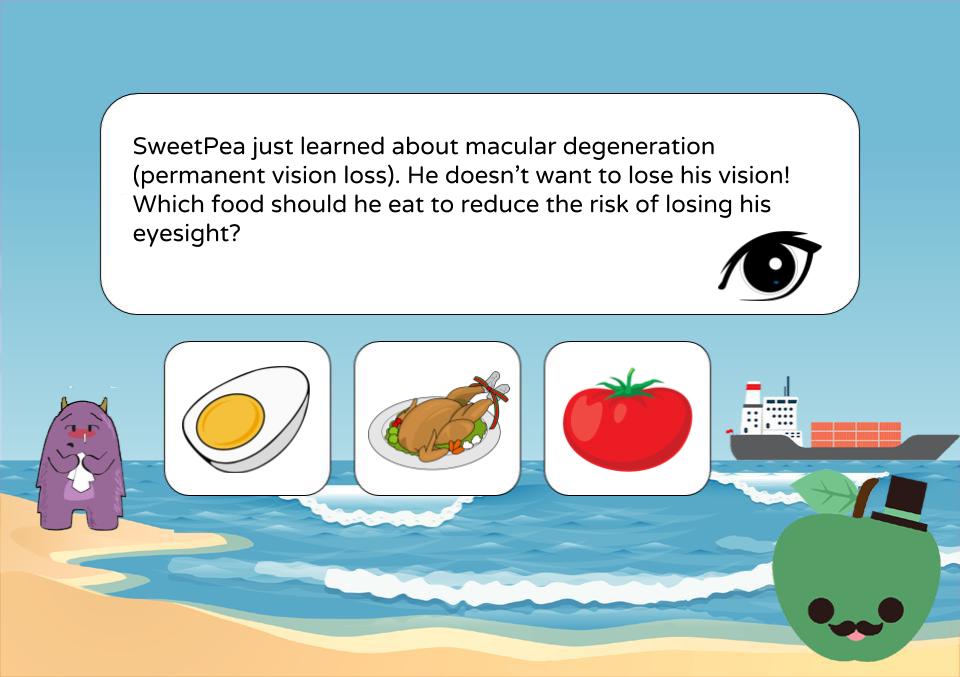 SweetPea just learned about macular degeneration
(permanent vision loss). He doesn’t want to lose his vision!
Which food should he eat to reduce the risk of losing his
eyesight?